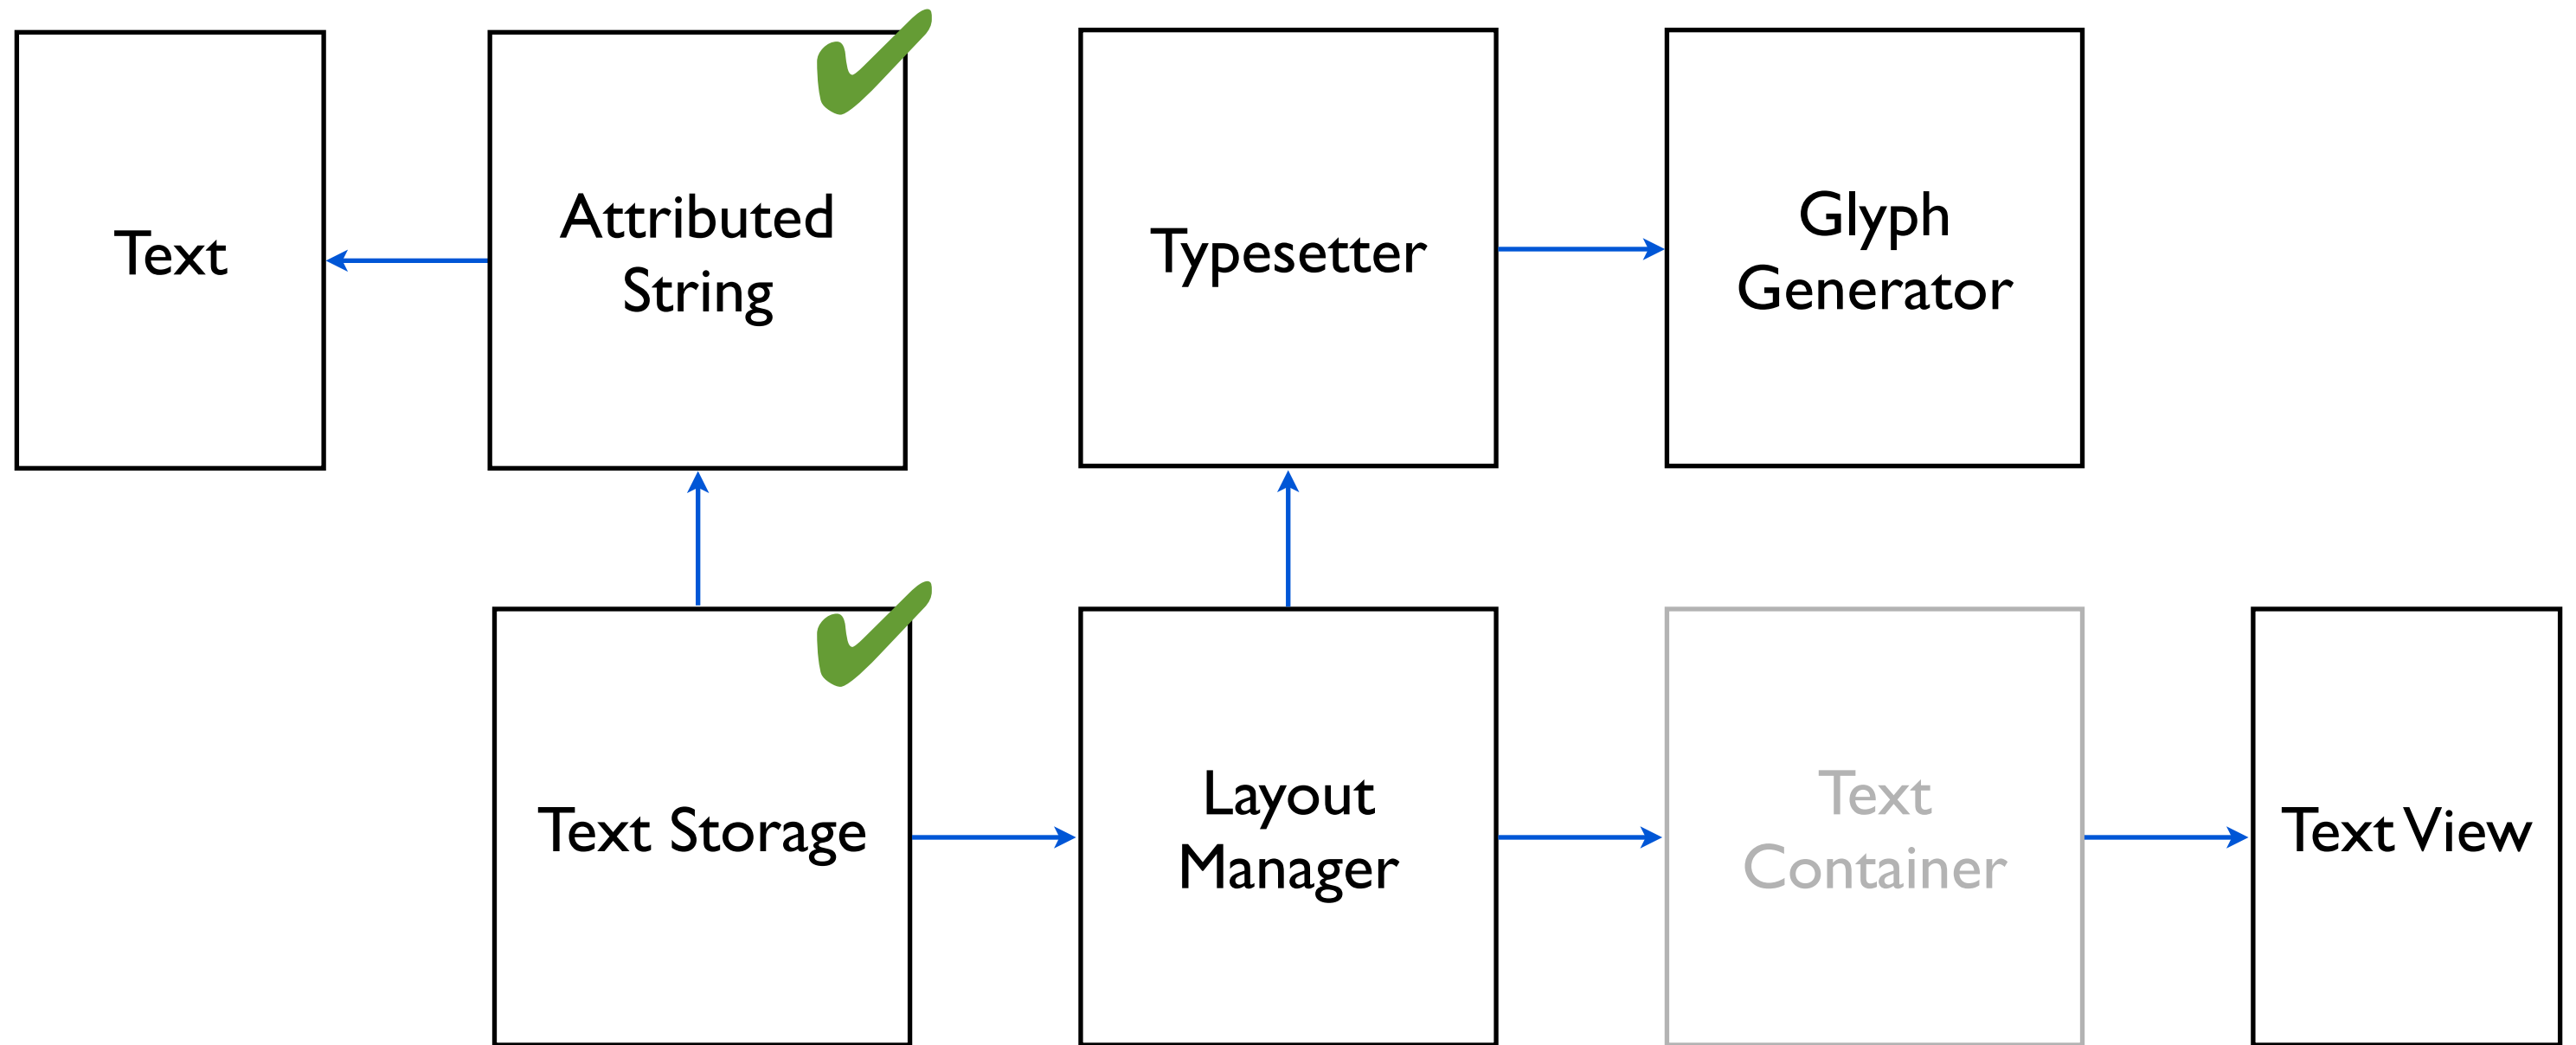 Text
Attributed
String
Typesetter
Glyph
Generator
Text Storage
Layout
Manager
Text
Container
Text View